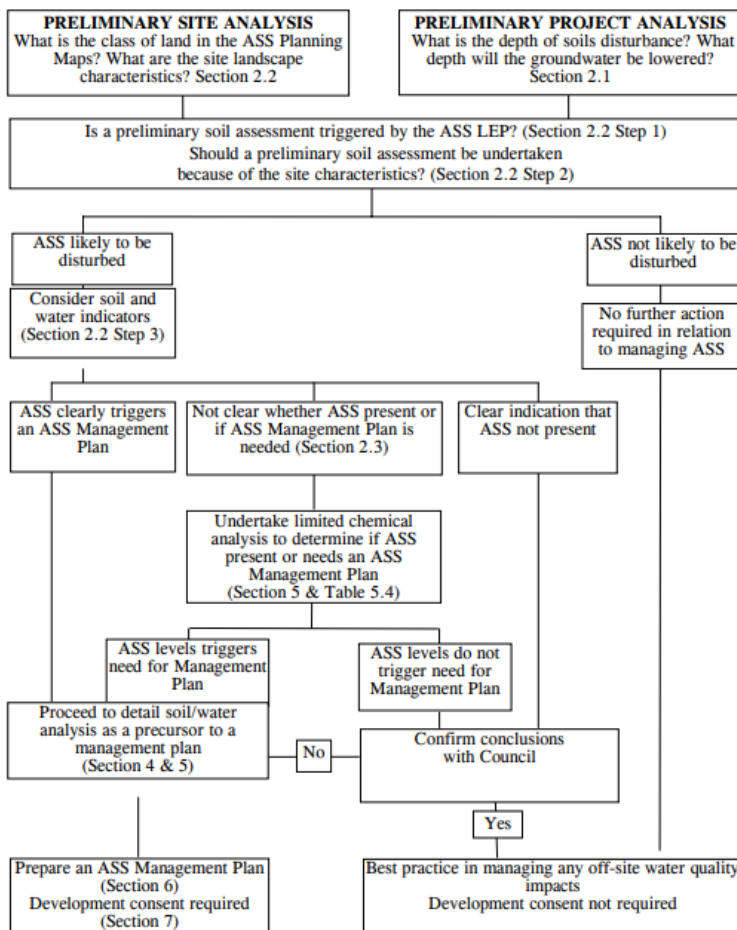 PRELIMINARY SITE ANALYSIS
What is the class of land in the ASS Planning
Maps? What are the site landscape
characteristics? Section 2.2
PRELIMINARY PROJECT ANALYSIS
What is the depth of soils disturbance? What
depth will the groundwater be lowered?
Section 2.1
Is a preliminary soil assessment triggered by the ASS LEP? (Section 2.2 Step 1)
Should a preliminary soil assessment be undertaken
because of the site characteristics? (Section 2.2 Step 2)
ASS likely to be
disturbed
ASS not likely to be
disturbed
Consider soil and
water indicators
(Section 2.2 Step 3)
No further action
required in relation
to managing ASS
ASS clearly triggers
an ASS Management
Plan
Not clear whether ASS present or
if ASS Management Plan is
needed (Section 2.3)
Clear indication that
ASS not present
Undertake limited chemical
analysis to determine if ASS
present or needs an ASS
Management Plan
(Section 5 & Table 5.4)
ASS levels triggers
need for Management
Plan
ASS levels do not
trigger need for
Management Plan
Proceed to detail soil/water
analysis as a precursor to a
management plan
(Section 4 & 5)
No
Confirm conclusions
with Council
Yes
Prepare an ASS Management Plan
(Section 6)
Development consent required
(Section 7)
Best practice in managing any off-site water quality
impacts
Development consent not required